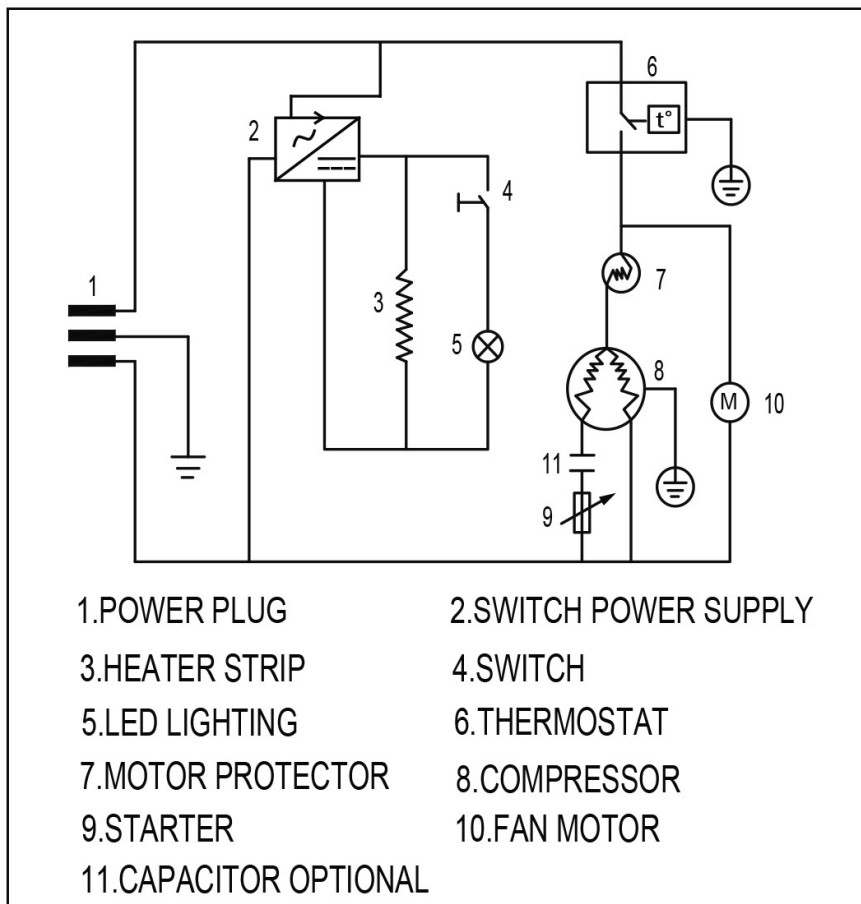 6
2
t°
4
1
7
3
5
8
M 10
11
9
1.POWER PLUG 2.SWITCH POWER SUPPLY
3.HEATER STRIP 4.SWITCH
5.LED LIGHTING 6.THERMOSTAT
7.MOTOR PROTECTOR 8.COMPRESSOR
9.STARTER 10.FAN MOTOR
11.CAPACITOR OPTIONAL